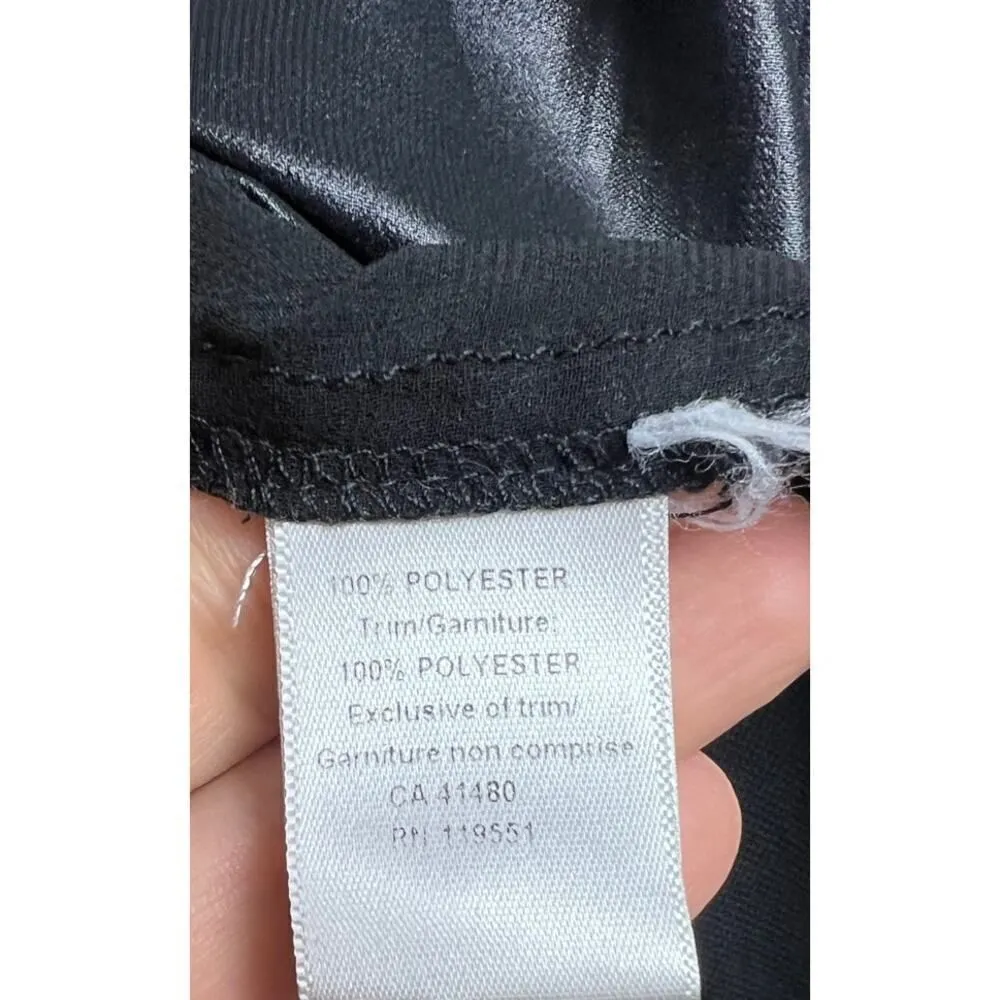 100% POLYESTER
Trim/Garniture:
100% POLYESTER
Exclusive of trim/
Garniture non comprise
CA 41480
RN 119551